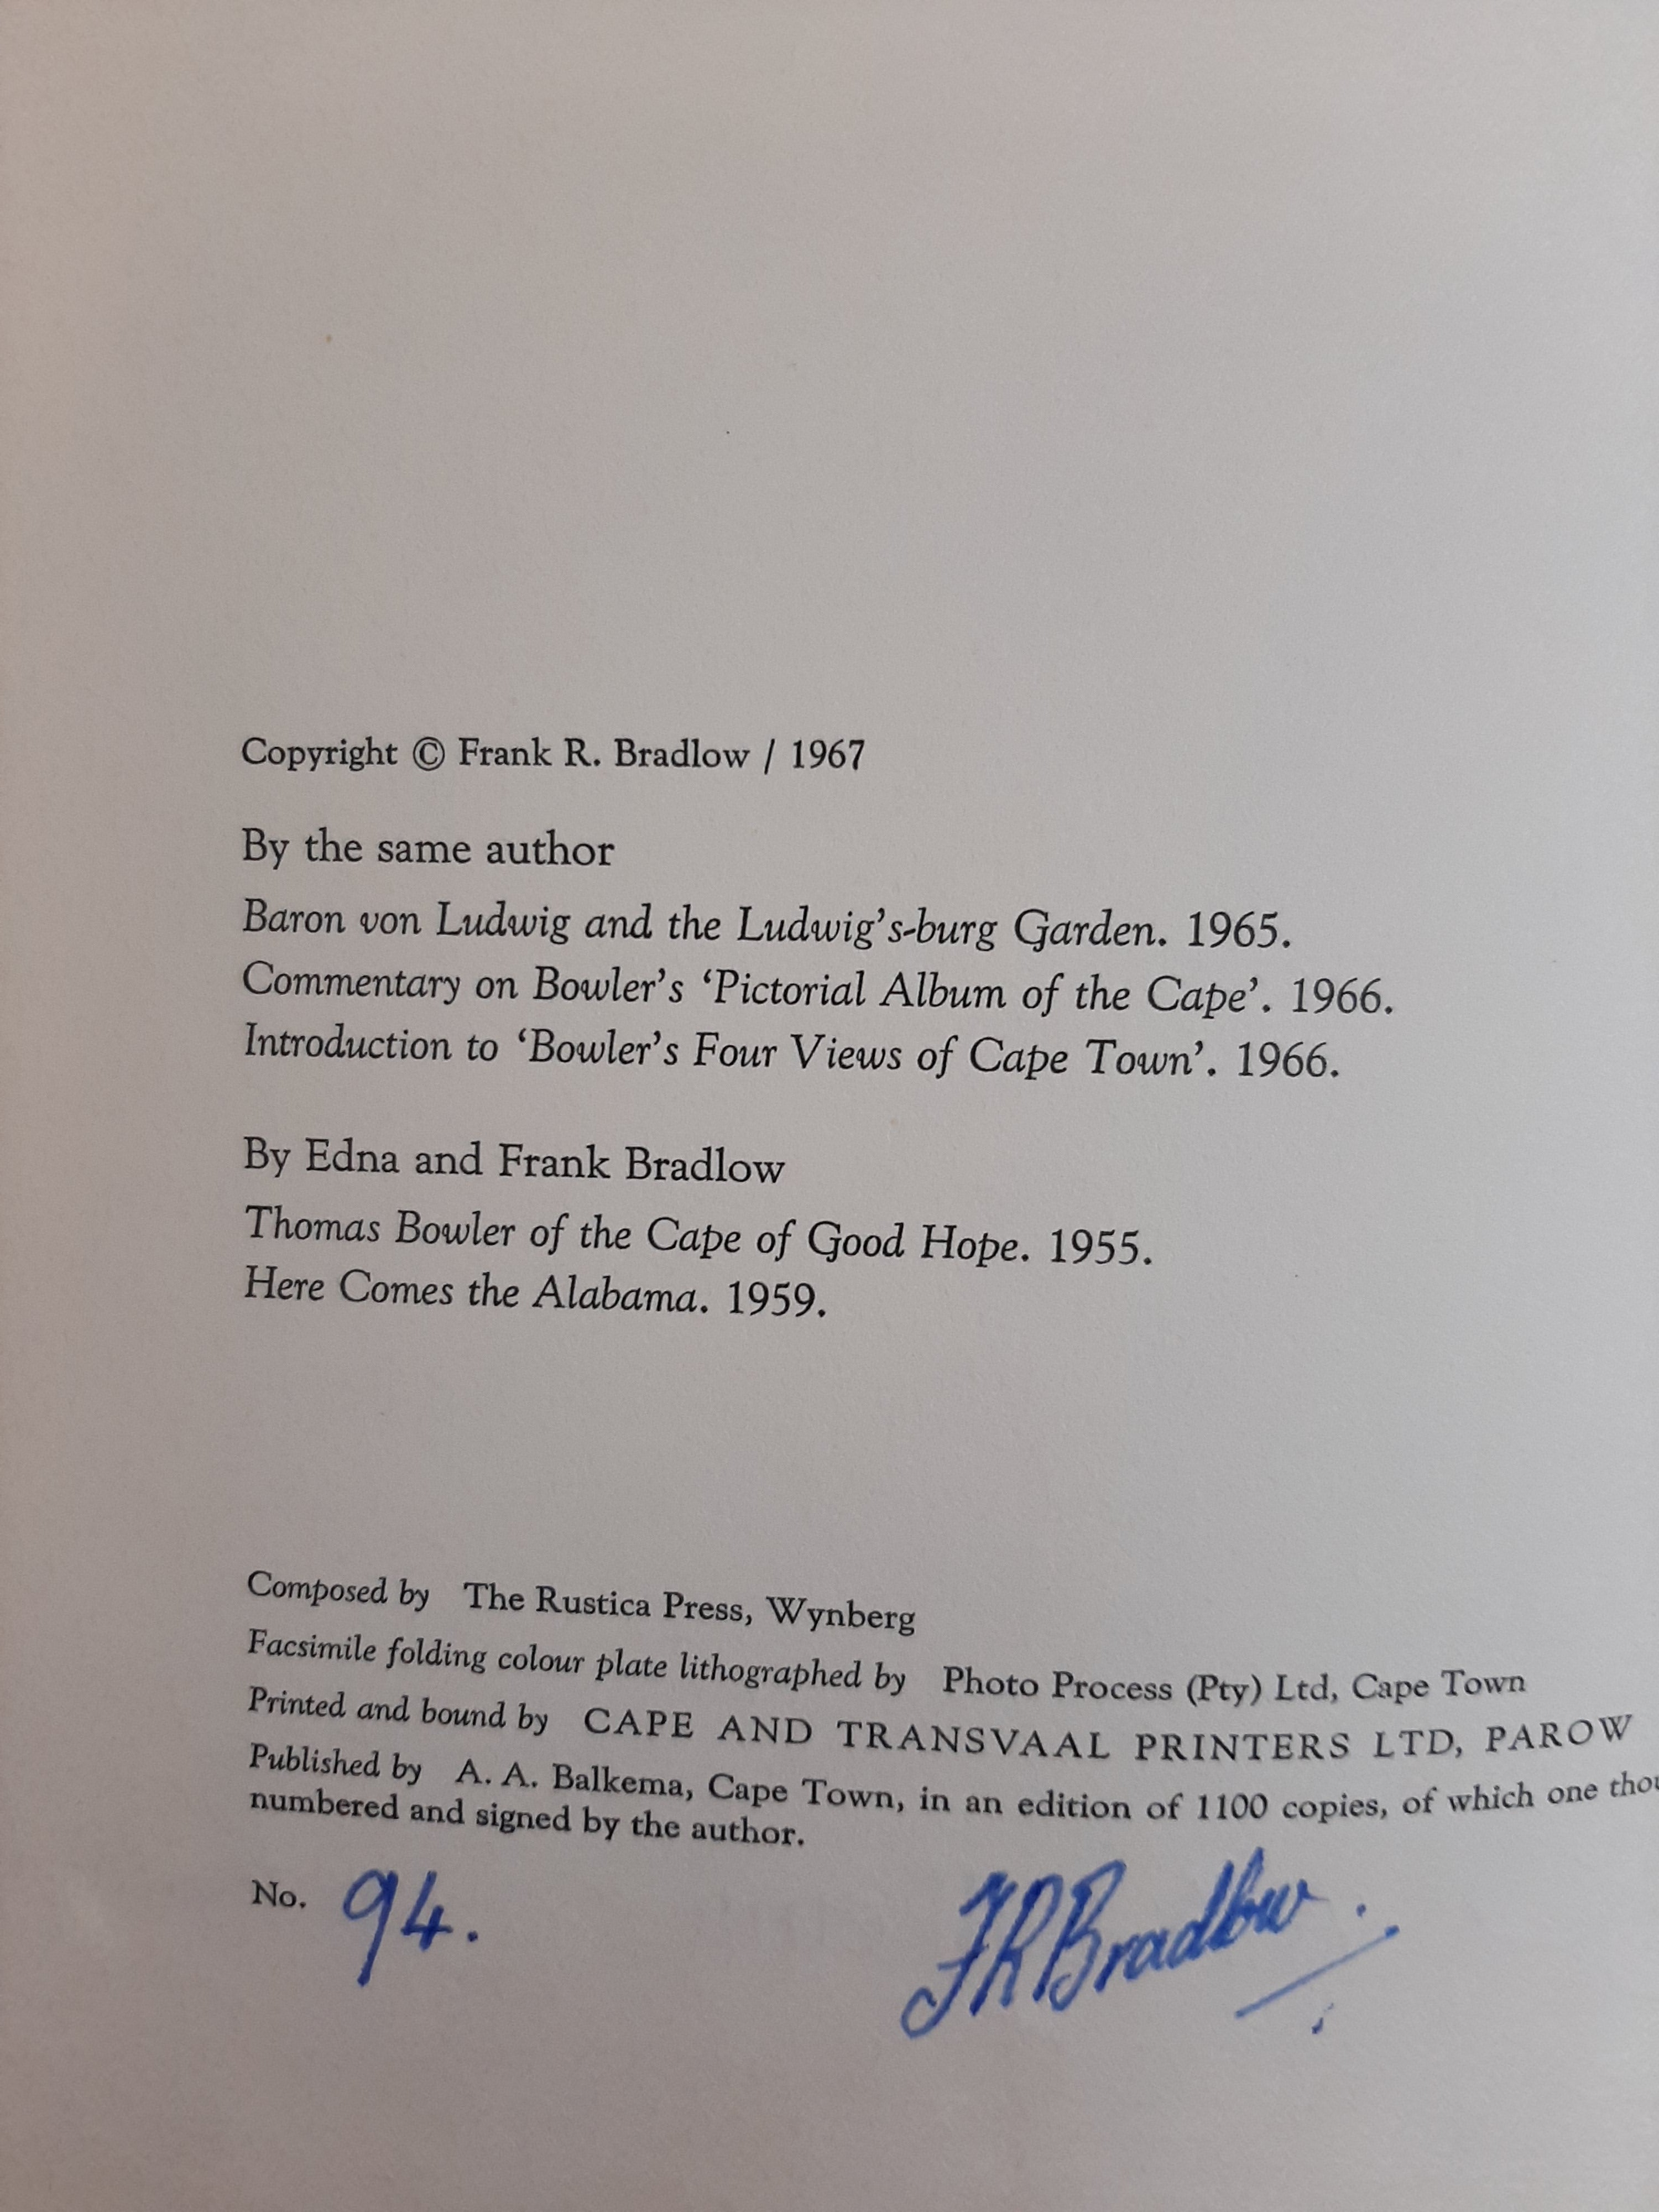 Copyright © Frank R. Bradlow / 1967
By the same author
Baron von Ludwig and the Ludwig's-burg Garden. 1965.
Commentary on Bowler's ‘Pictorial Album of the Cape’. 1966.
Introduction to ‘Bowler's Four Views of Cape Town’. 1966.
By Edna and Frank Bradlow
Thomas Bowler of the Cape of Good Hope. 1955.
Here Comes the Alabama. 1959.
Composed by The Rustica Press, Wynberg
Facsimile folding colour plate lithographed by Photo Process (Pty) Ltd, Cape Town
Printed and bound by CAPE AND TRANSVAAL PRINTERS LTD, PAROW
Published by A. A. Balkema, Cape Town, in an edition of 1100 copies, of which one
numbered and signed by the author.
No. 94.
FRBradlow.